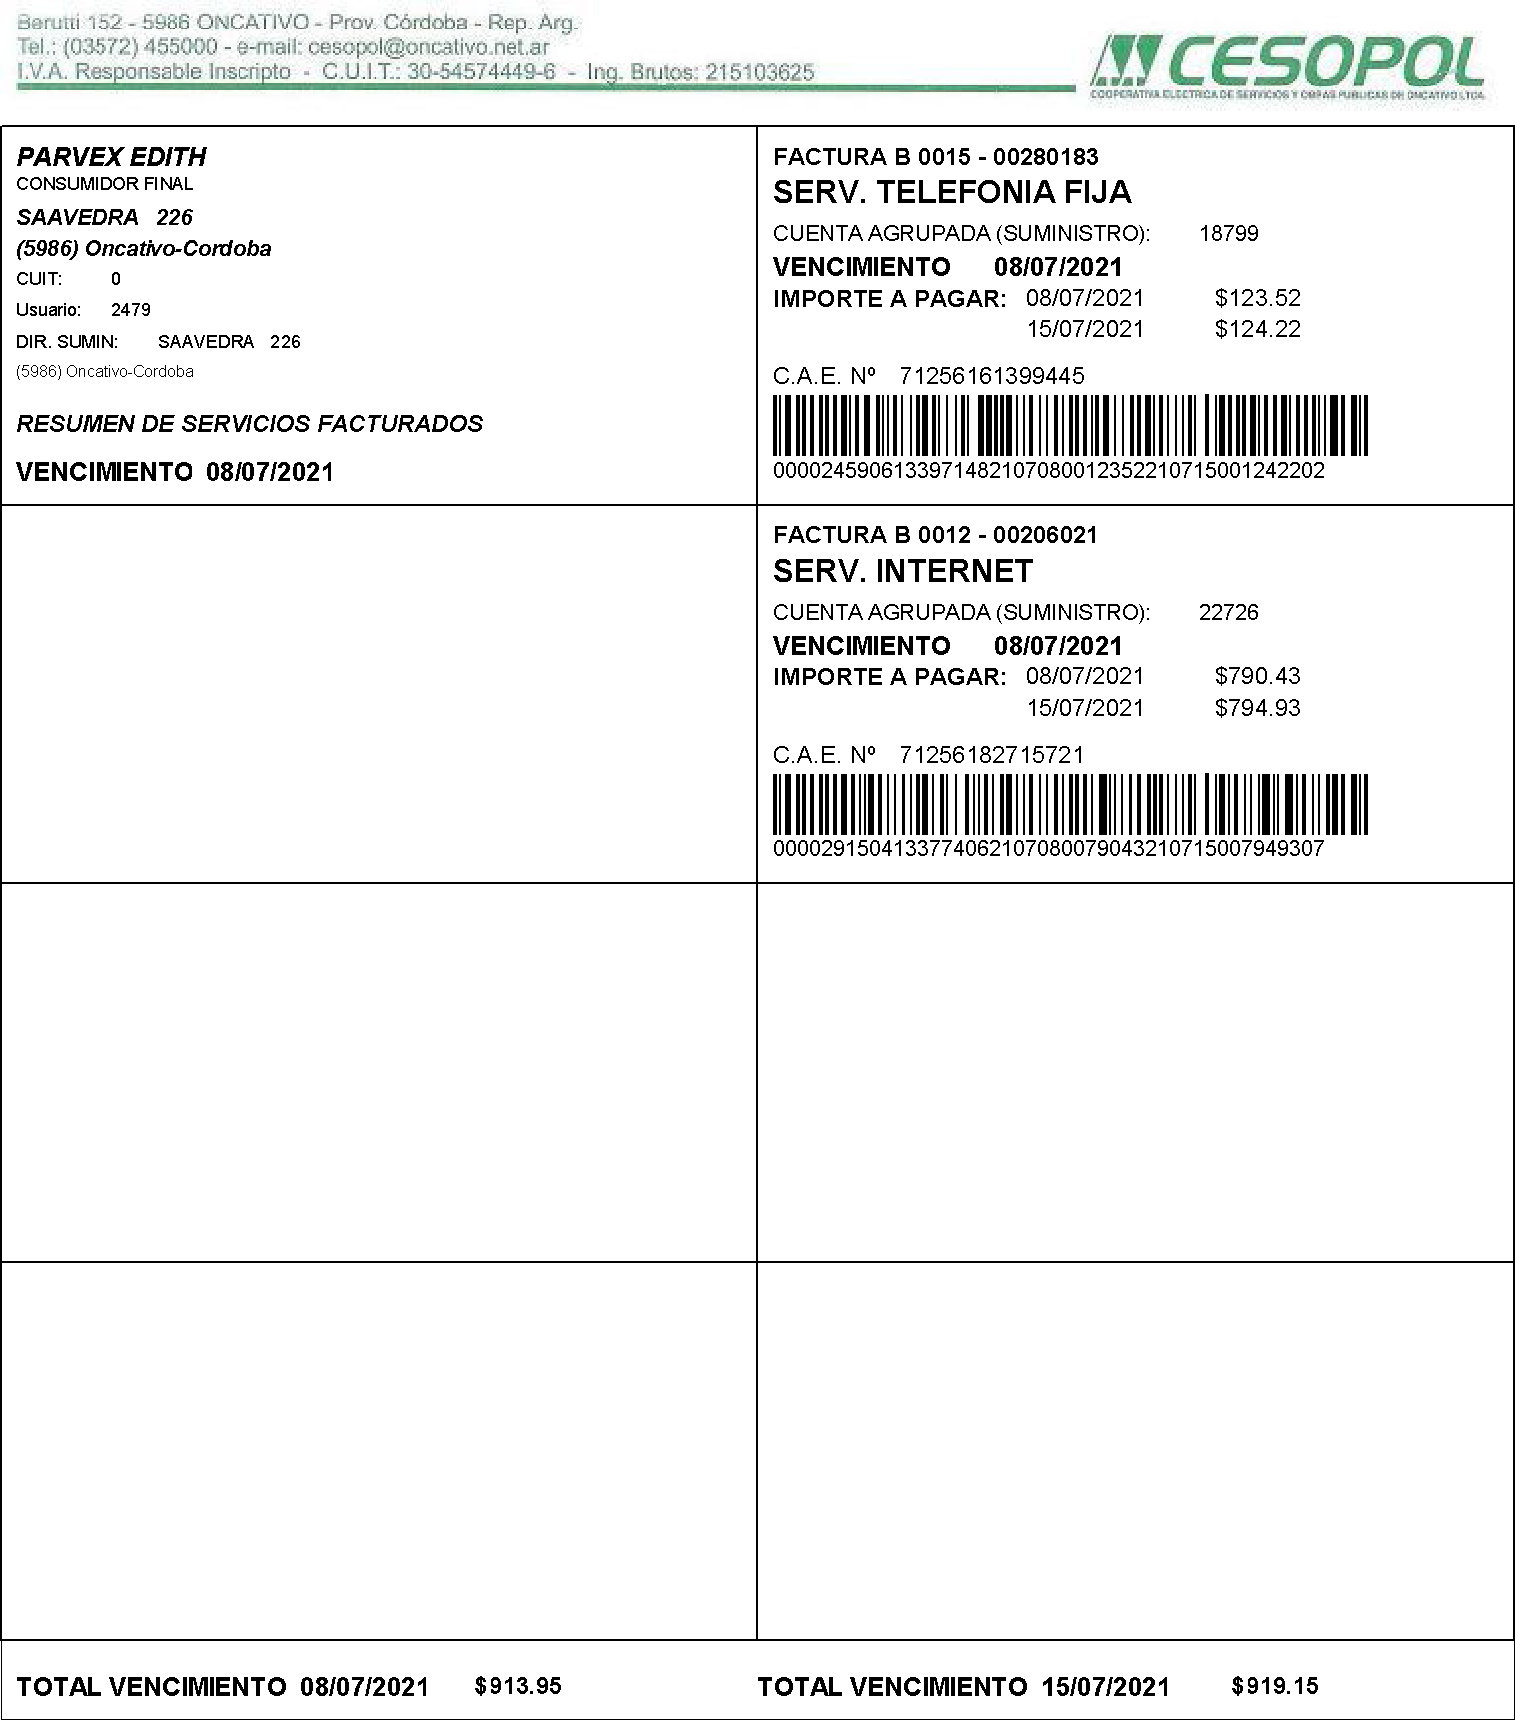 Berutti 152 - 5986 ONCATIVO - Prov. Córdoba - Rep. Arg.
Tel.: (03572) 455000 - e-mail: cesopol@oncativo.net.ar
I.V.A. Responsable Inscripto - C.U.I.T.: 30-54574449-6 - Ing. Brutos: 215103625
CESOPOL
COOPERATIVA ELECTRICA DE SERVICIOS Y OBRAS PUBLICAS DE ONCATIVO LTDA.
PARVEX EDITH
CONSUMIDOR FINAL
SAAVEDRA 226
(5986) Oncativo-Cordoba
CUIT: 0
Usuario: 2479
DIR. SUMIN: SAAVEDRA 226
(5986) Oncativo-Cordoba
RESUMEN DE SERVICIOS FACTURADOS
VENCIMIENTO 08/07/2021
FACTURA B 0015 - 00280183
SERV. TELEFONIA FIJA
CUENTA AGRUPADA (SUMINISTRO): 18799
VENCIMIENTO 08/07/2021
IMPORTE A PAGAR: 08/07/2021 $123.52
15/07/2021 $124.22
C.A.E. Nº 71256161399445
00002459061339714821070800123522107150012422​02
FACTURA B 0012 - 00206021
SERV. INTERNET
CUENTA AGRUPADA (SUMINISTRO): 22726
VENCIMIENTO 08/07/2021
IMPORTE A PAGAR: 08/07/2021 $790.43
15/07/2021 $794.93
C.A.E. Nº 71256182715721
0000291504133774062107080079043210715007949307
TOTAL VENCIMIENTO 08/07/2021 $913.95
TOTAL VENCIMIENTO 15/07/2021 $919.15